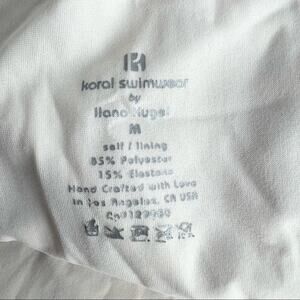 koral swimwear
by
Ilana Kugel
M
self / lining
85% Polyester
15% Elastane
Hand Crafted with Love
in Los Angeles, CA USA